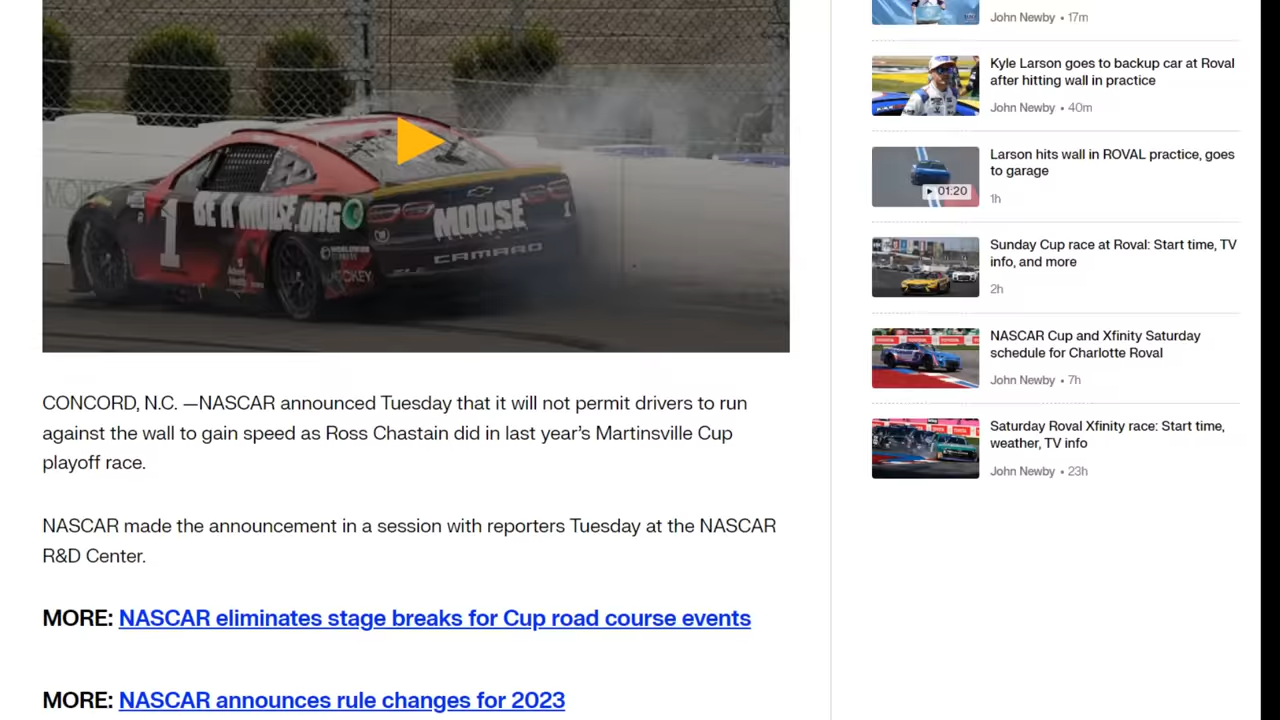 1
BE A MOOSE.ORG
MOOSE
1
CAMARO
ZL1
JOCKEY
CONCORD, N.C. —NASCAR announced Tuesday that it will not permit drivers to run
against the wall to gain speed as Ross Chastain did in last year’s Martinsville Cup
playoff race.
NASCAR made the announcement in a session with reporters Tuesday at the NASCAR
R&D Center.
MORE: NASCAR eliminates stage breaks for Cup road course events
MORE: NASCAR announces rule changes for 2023
John Newby • 17m
Kyle Larson goes to backup car at Roval
after hitting wall in practice
John Newby • 40m
Larson hits wall in ROVAL practice, goes
to garage
01:20
1h
Sunday Cup race at Roval: Start time, TV
info, and more
2h
NASCAR Cup and Xfinity Saturday
schedule for Charlotte Roval
John Newby • 7h
Saturday Roval Xfinity race: Start time,
weather, TV info
John Newby • 23h